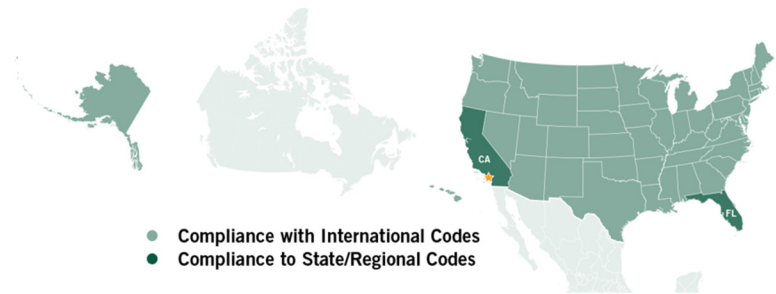 CA
FL
Compliance with International Codes
Compliance to State/Regional Codes